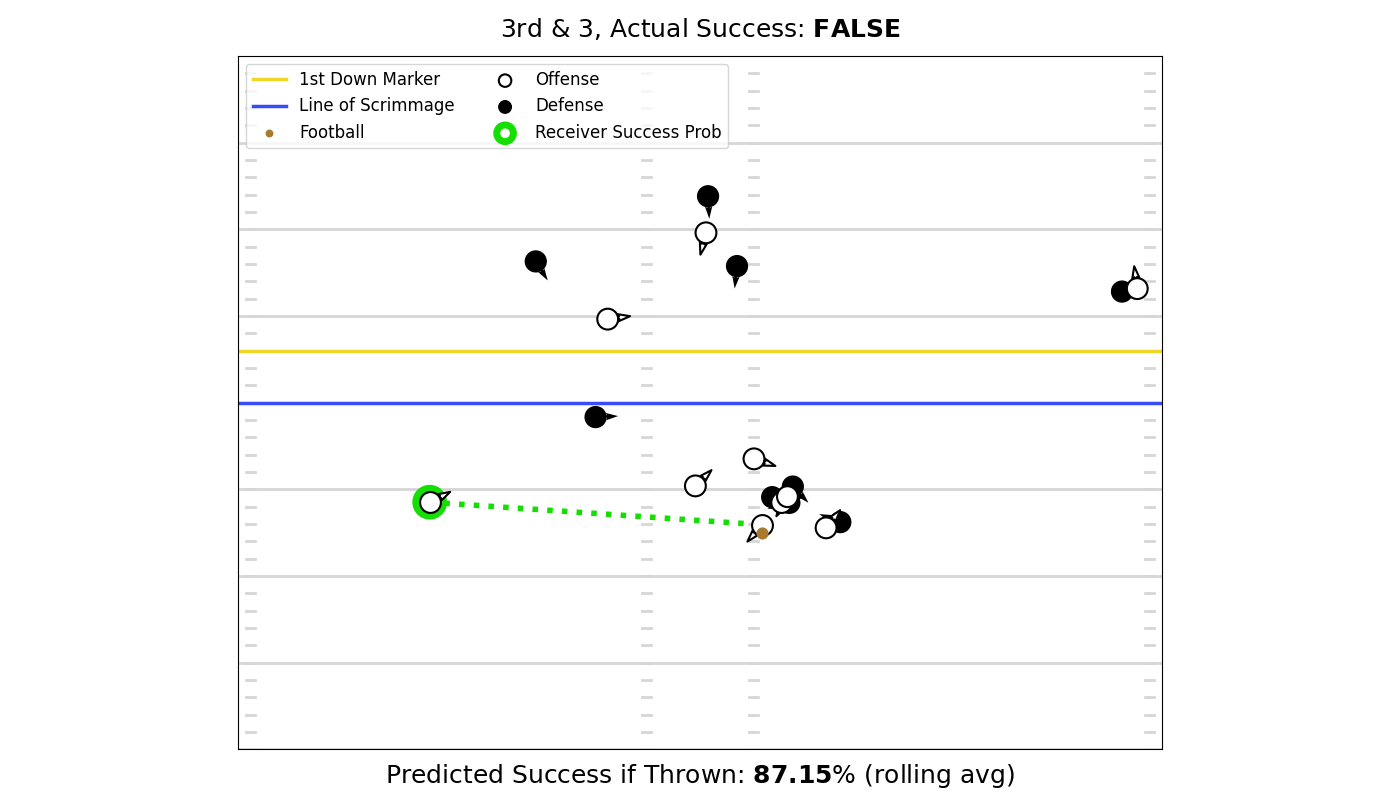 3rd & 3, Actual Success: FALSE
1st Down Marker
Line of Scrimmage
Football
Offense
Defense
Receiver Success Prob
Predicted Success if Thrown: 87.15% (rolling avg)